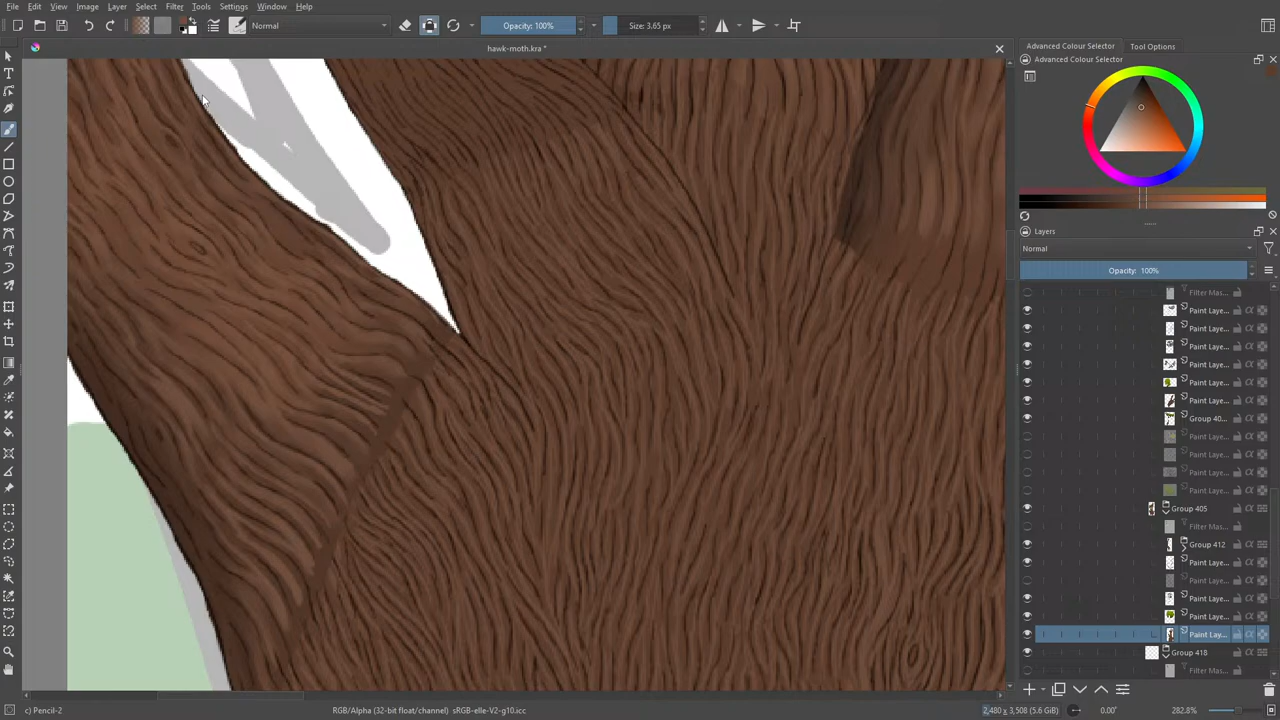 File Edit View Image Layer Select Filter Tools Settings Window Help
Normal Opacity: 100% Size: 3.65 px
hawk-moth.kra *
Advanced Colour Selector Tool Options
Advanced Colour Selector
Layers
Normal
Opacity: 100%
Filter Mas...
Paint Laye...
Paint Laye...
Paint Laye...
Paint Laye...
Paint Laye...
Paint Laye...
Group 40...
Paint Laye...
Paint Laye...
Paint Laye...
Paint Laye...
Group 405
Filter Mas...
Group 412
Paint Laye...
Paint Laye...
Paint Laye...
Paint Laye...
Paint Lay...
Group 418
Filter Mas...
c) Pencil-2 RGB/Alpha (32-bit float/channel) sRGB-elle-V2-g10.icc 2,480 x 3,508 (5.6 GiB) 0.00° 282.8%